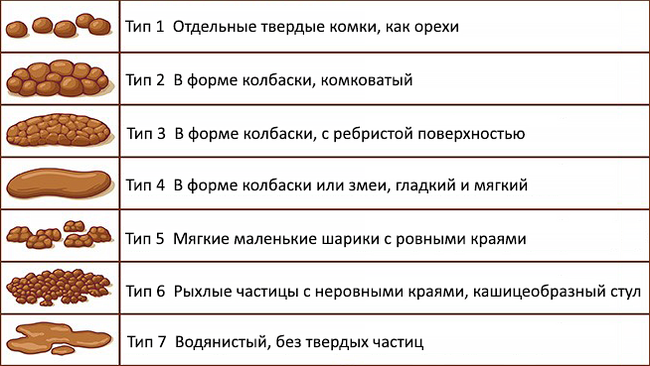 Тип 1 Отдельные твердые комки, как орехи
Тип 2 В форме колбаски, комковатый
Тип 3 В форме колбаски, с ребристой поверхностью
Тип 4 В форме колбаски или змеи, гладкий и мягкий
Тип 5 Мягкие маленькие шарики с ровными краями
Тип 6 Рыхлые частицы с неровными краями, кашицеобразный стул
Тип 7 Водянистый, без твердых частиц